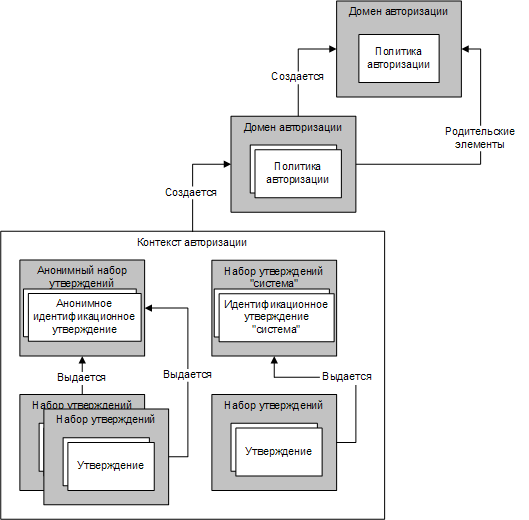 Домен авторизации
Политика
авторизации
Создается
Родительские
элементы
Домен авторизации
Политика
авторизации
Создается
Контекст авторизации
Анонимный набор
утверждений
Анонимное
идентификационное
утверждение
Набор утверждений
"система"
Идентификационное
утверждение
"система"
Выдается
Выдается
Выдается
Набор утверждений
Набор утверждений
Утверждение
Набор утверждений
Утверждение